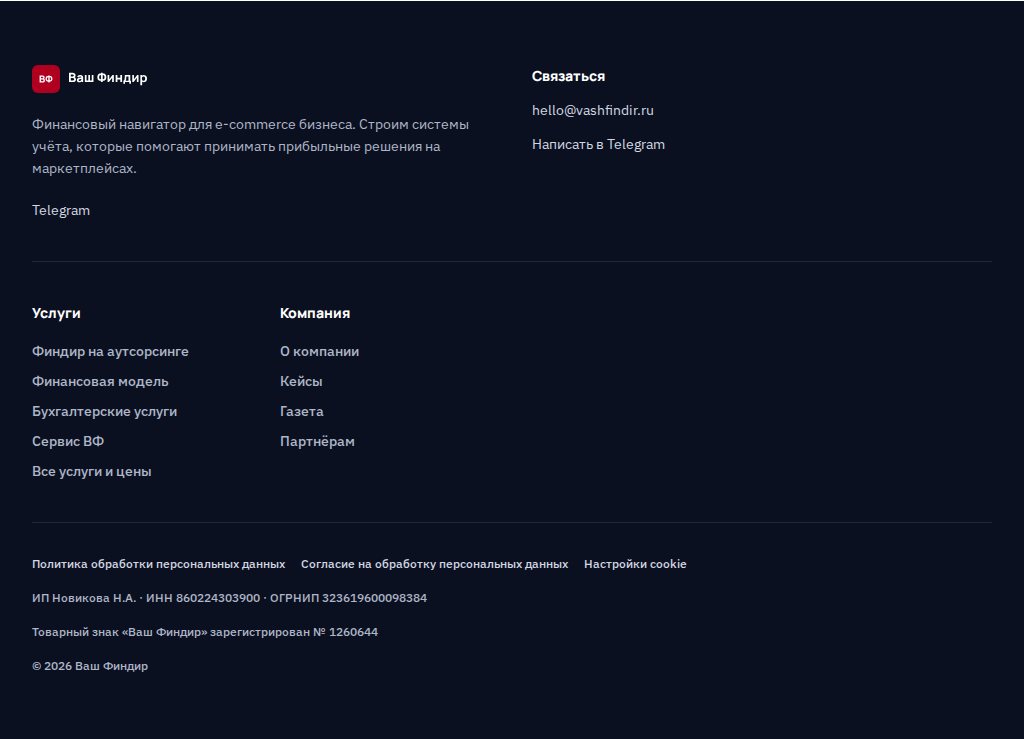 ВФ Ваш Финдир
Финансовый навигатор для e-commerce бизнеса. Строим системы
учёта, которые помогают принимать прибыльные решения на
маркетплейсах.
Telegram
Связаться
hello@vashfindir.ru
Написать в Telegram
Услуги
Финдир на аутсорсинге
Финансовая модель
Бухгалтерские услуги
Сервис ВФ
Все услуги и цены
Компания
О компании
Кейсы
Газета
Партнёрам
Политика обработки персональных данных Согласие на обработку персональных данных Настройки cookie
ИП Новикова Н.А. · ИНН 860224303900 · ОГРНИП 323619600098384
Товарный знак «Ваш Финдир» зарегистрирован № 1260644
© 2026 Ваш Финдир